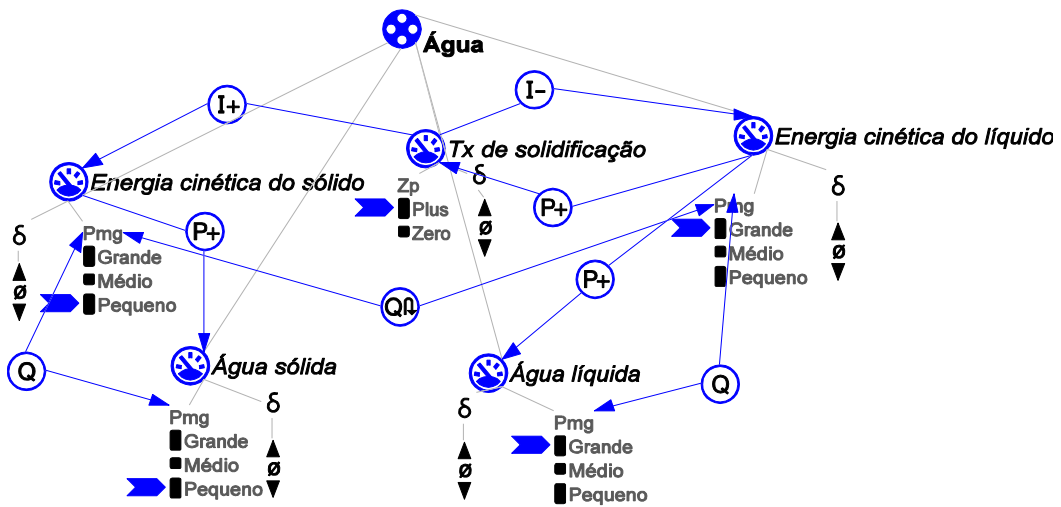 Água
I+
I–
Energia cinética do líquido
Tx de solidificação
Energia cinética do sólido
δ
Zp
Plus
Zero
δ
ø
P+
δ
ø
Pmg
Grande
Médio
Pequeno
P+
δ
ø
Pmg
Grande
Médio
Pequeno
P+
Q
Q
Água sólida
Água líquida
Q
δ
ø
Pmg
Grande
Médio
Pequeno
δ
ø
Pmg
Grande
Médio
Pequeno